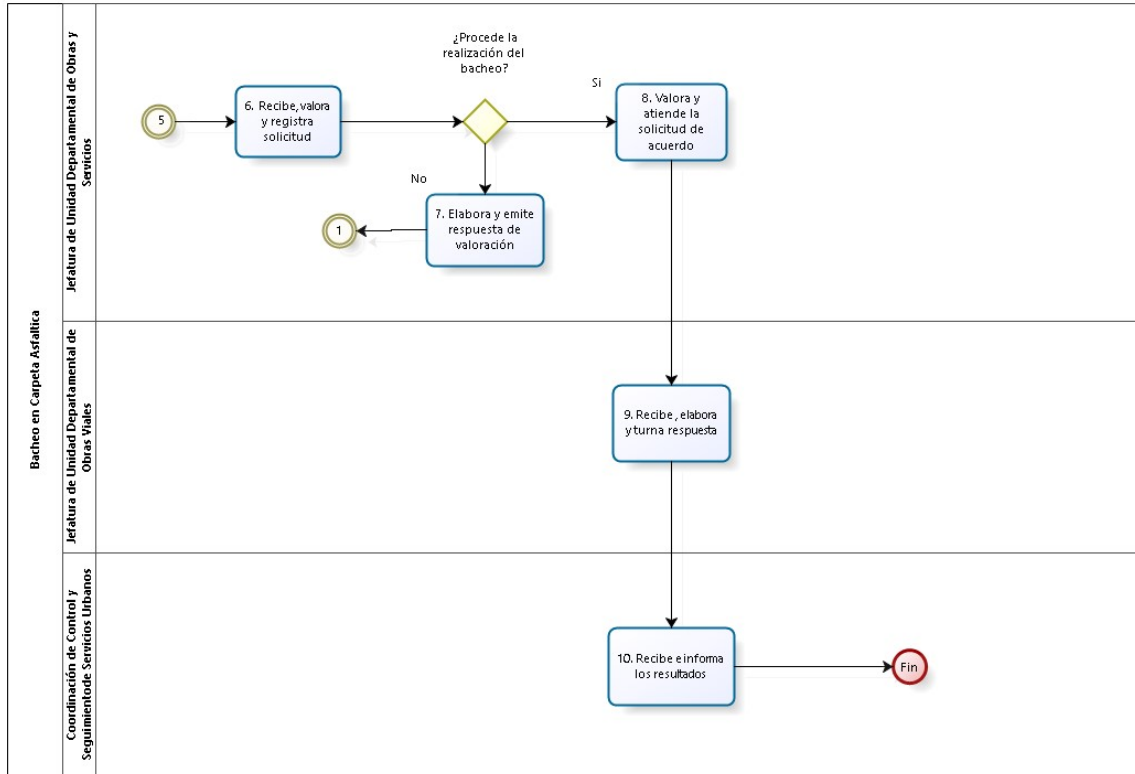 Bacheo en Carpeta Asfaltica
Jefatura de Unidad Departamental de Obras y
Servicios
5
6. Recibe, valora
y registra
solicitud
¿Procede la
realización del
bacheo?
Si
8. Valora y
atiende la
solicitud de
acuerdo
No
7. Elabora y emite
respuesta de
valoración
1
Jefatura de Unidad Departamental de
Obras Viales
9. Recibe, elabora
y turna respuesta
Coordinación de Control y
Seguimientode Servicios Urbanos
10. Recibe e informa
los resultados
Fin